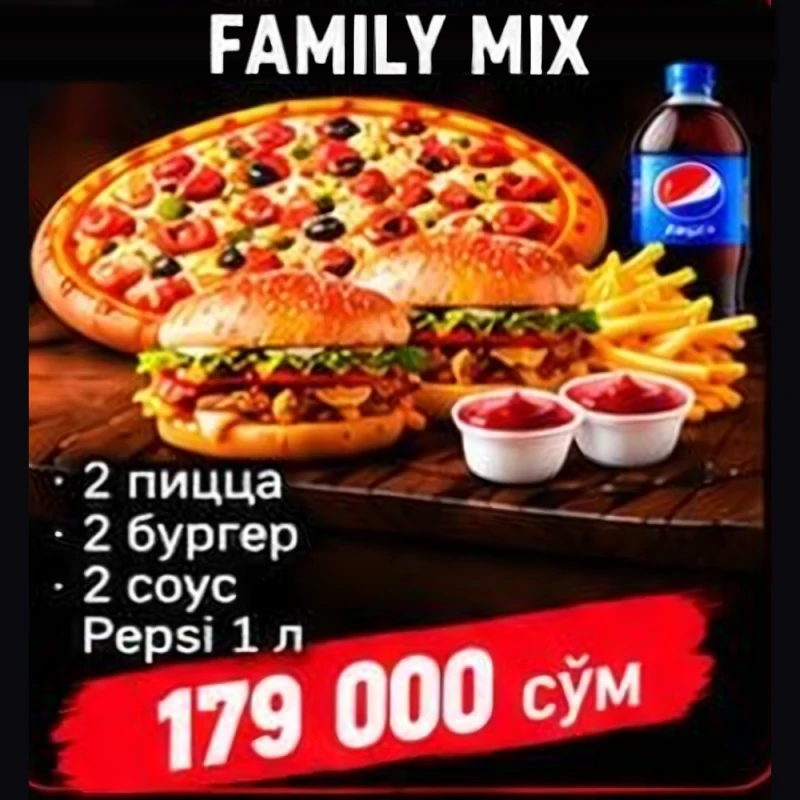 FAMILY MIX
· 2 пицца
· 2 бургер
· 2 соус
Pepsi 1 л
179 000 сўм